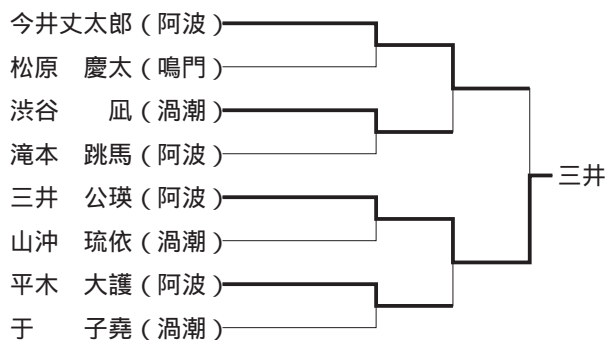 今井丈太郎(阿波)
松原　慶太(鳴門)
渋谷　　凪(渦潮)
滝本　跳馬(阿波)
三井　公瑛(阿波)
山沖　琉依(渦潮)
平木　大護(阿波)
于　　子堯(渦潮)
三井